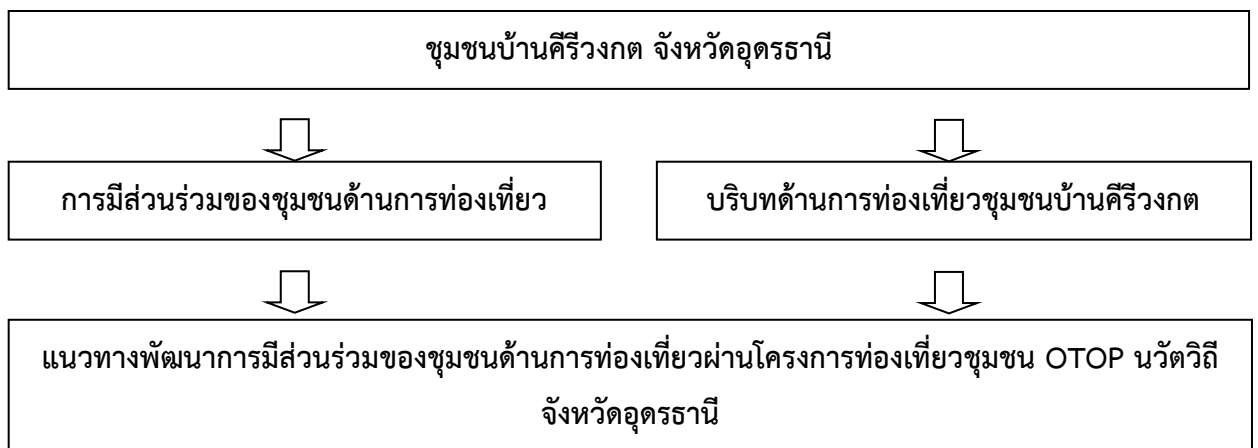 ชุมชนบ้านคีรีวงกต จังหวัดอุดรธานี
การมีส่วนร่วมของชุมชนด้านการท่องเที่ยว
บริบทด้านการท่องเที่ยวชุมชนบ้านคีรีวงกต
แนวทางพัฒนาการมีส่วนร่วมของชุมชนด้านการท่องเที่ยวผ่านโครงการท่องเที่ยวชุมชน OTOP นวัตวิถี
จังหวัดอุดรธานี